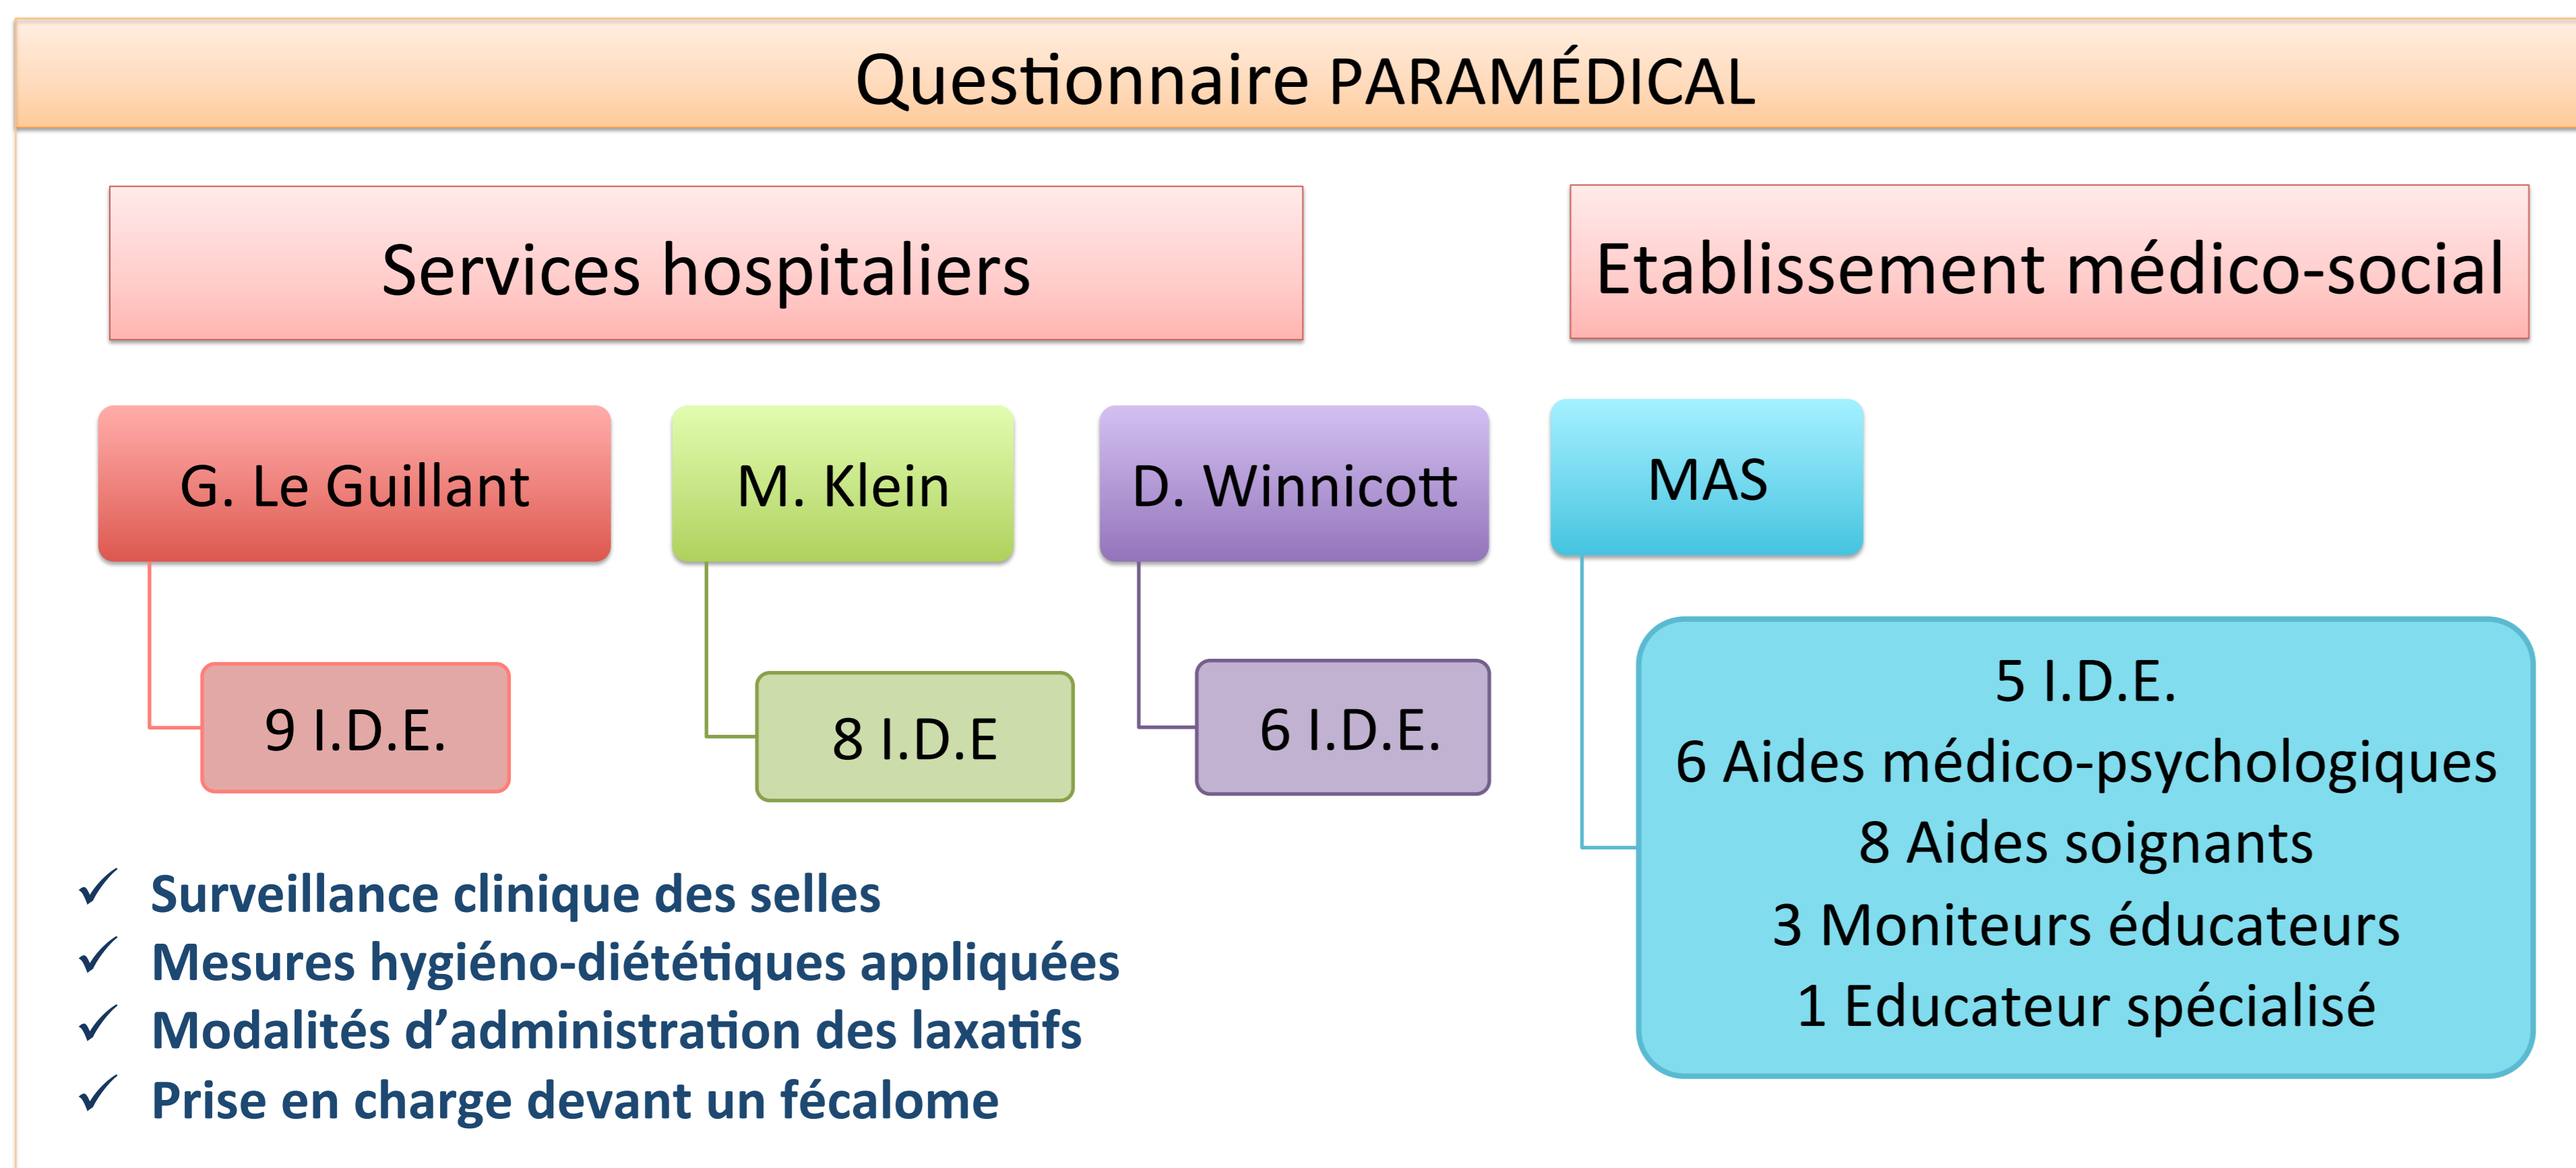 Questionnaire PARAMÉDICAL
Services hospitaliers
Etablissement médico-social
G. Le Guillant
M. Klein
D. Winnicott
MAS
9 I.D.E.
8 I.D.E
6 I.D.E.
5 I.D.E.
6 Aides médico-psychologiques
8 Aides soignants
3 Moniteurs éducateurs
1 Educateur spécialisé
✓ Surveillance clinique des selles
✓ Mesures hygiéno-diététiques appliquées
✓ Modalités d’administration des laxatifs
✓ Prise en charge devant un fécalome